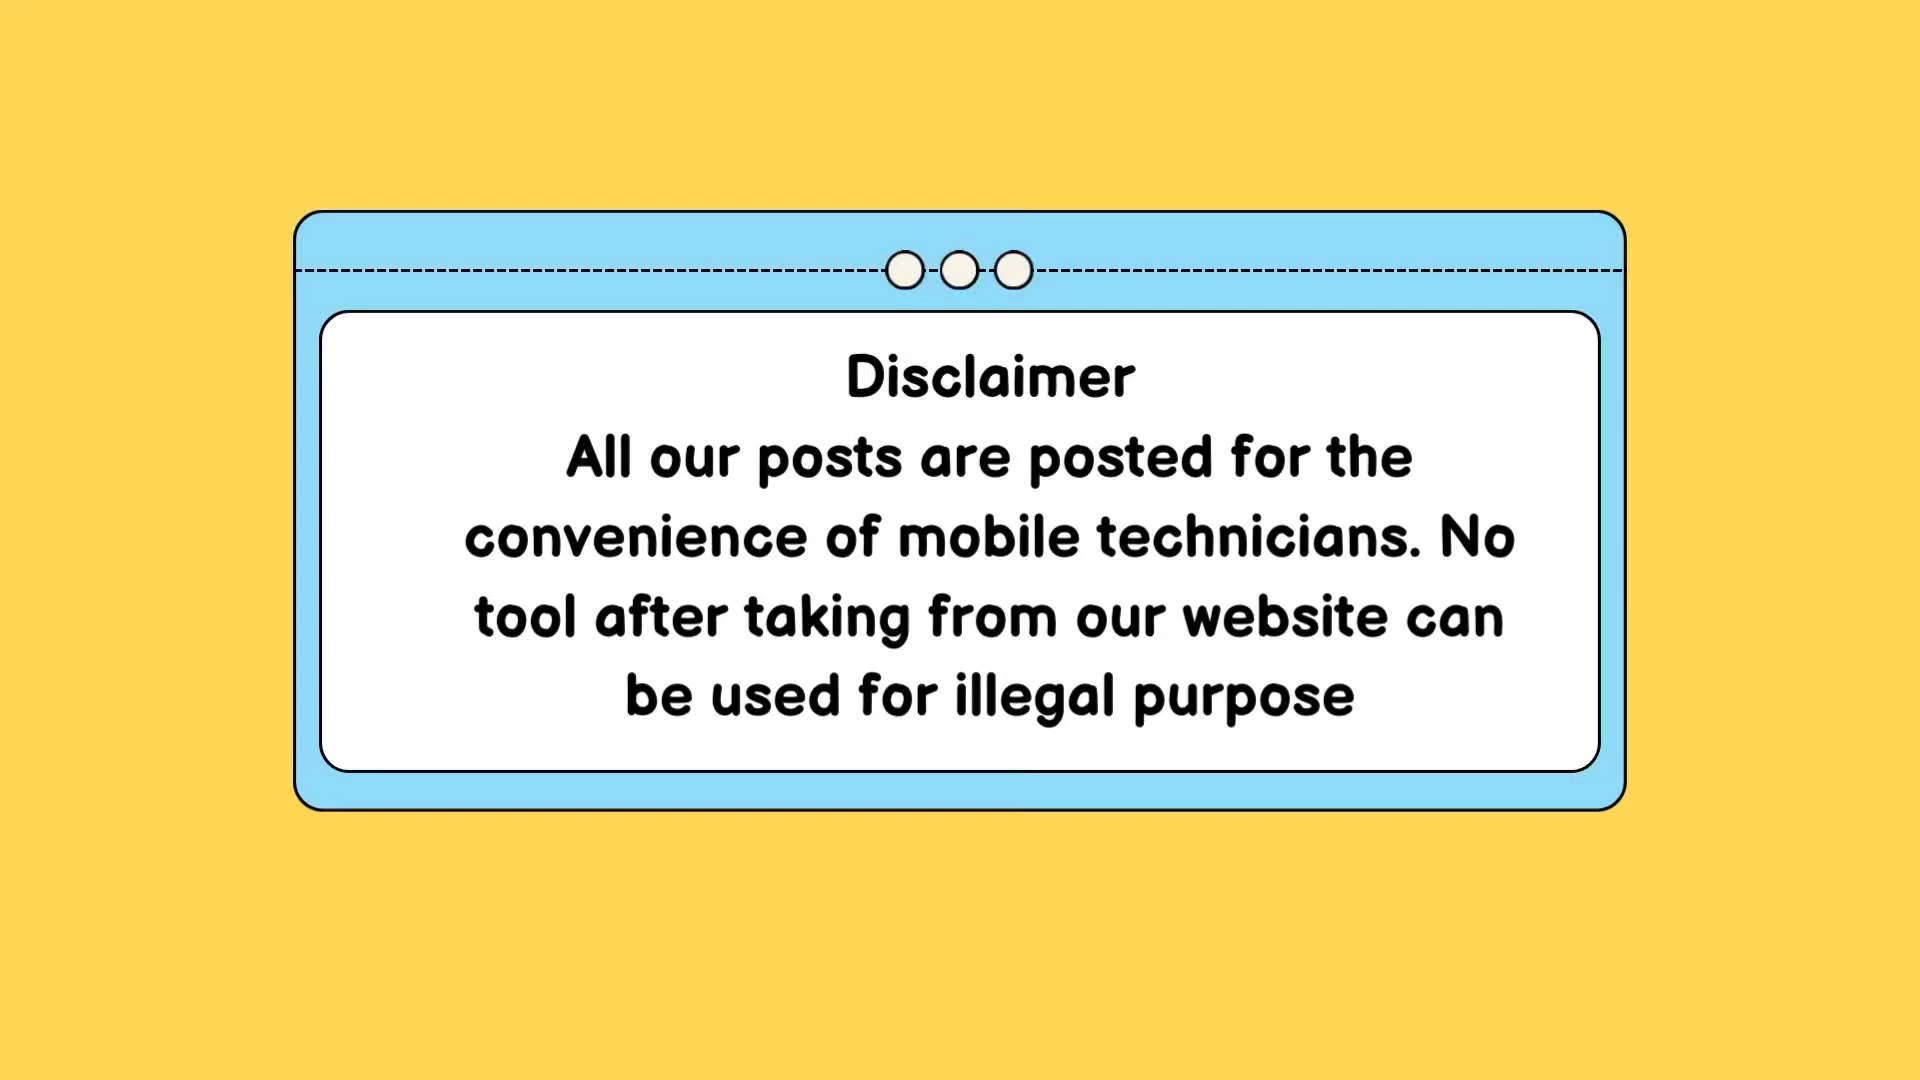 Disclaimer
All our posts are posted for the
convenience of mobile technicians. No
tool after taking from our website can
be used for illegal purpose